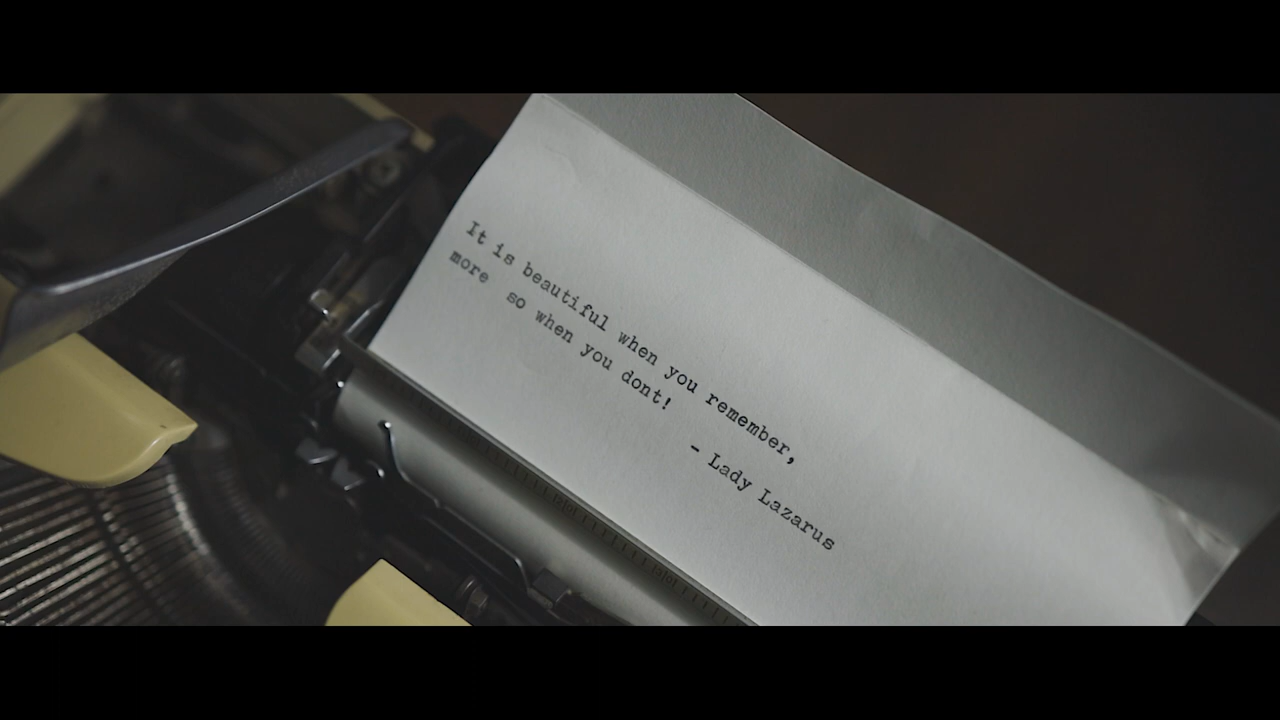 It is beautiful when you remember,
more so when you dont!
- Lady Lazarus